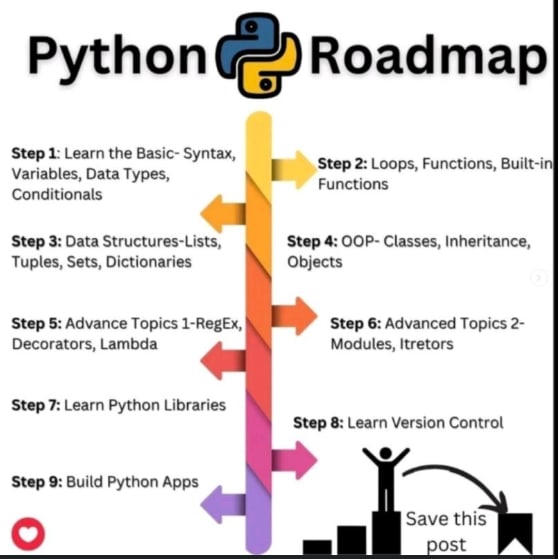 Python Roadmap
Step 1: Learn the Basic- Syntax,
Variables, Data Types,
Conditionals
Step 2: Loops, Functions, Built-in
Functions
Step 3: Data Structures-Lists,
Tuples, Sets, Dictionaries
Step 4: OOP- Classes, Inheritance,
Objects
Step 5: Advance Topics 1-RegEx,
Decorators, Lambda
Step 6: Advanced Topics 2-
Modules, Itretors
Step 7: Learn Python Libraries
Step 8: Learn Version Control
Step 9: Build Python Apps
Save this
post